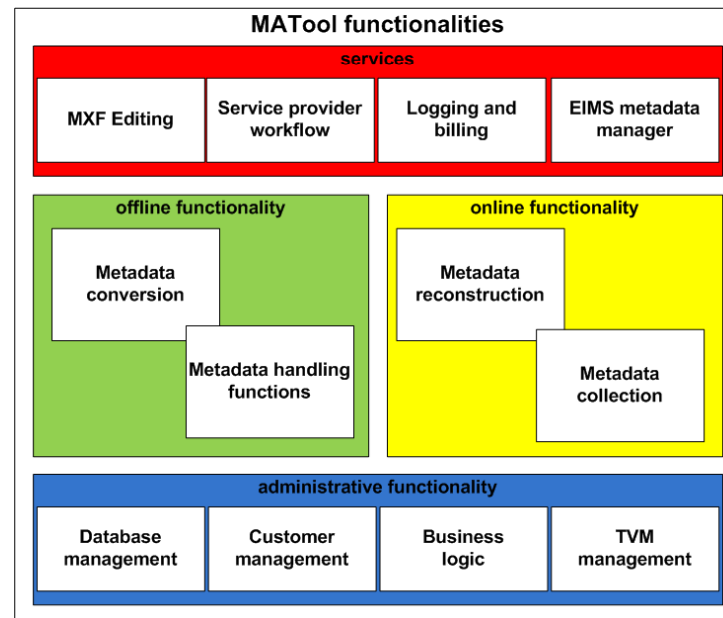 MATool functionalities
services
MXF Editing
Service provider
workflow
Logging and
billing
EIMS metadata
manager
offline functionality
Metadata
conversion
Metadata handling
functions
online functionality
Metadata
reconstruction
Metadata
collection
administrative functionality
Database
management
Customer
management
Business
logic
TVM
management